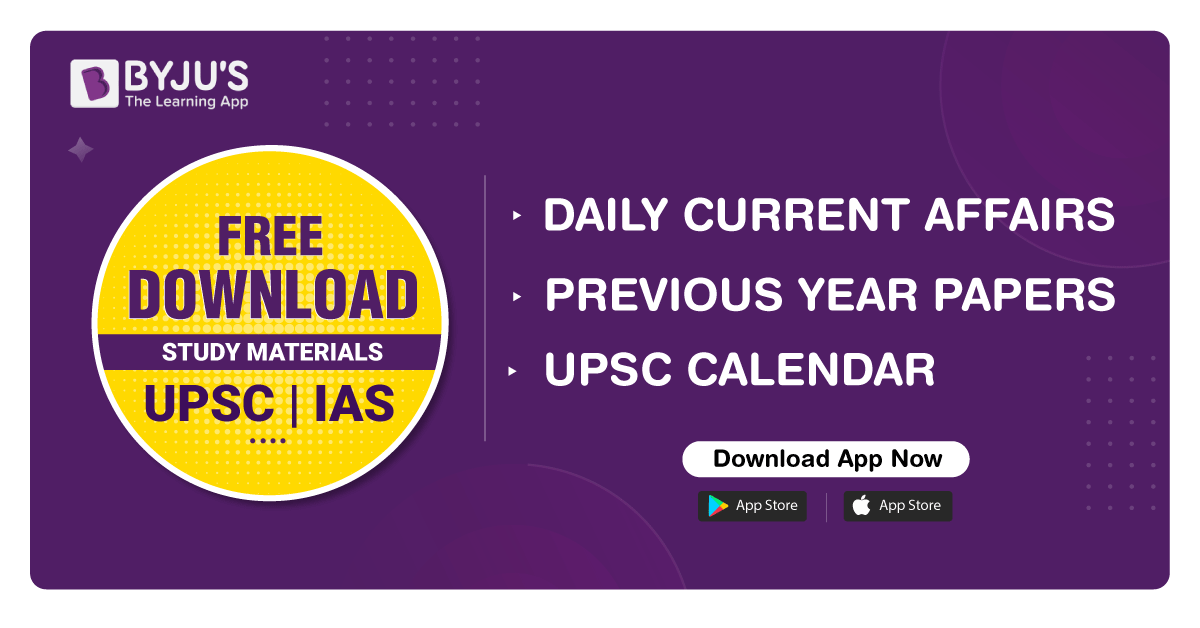 BYJU'S
The Learning App
FREE
DOWNLOAD
STUDY MATERIALS
UPSC | IAS
DAILY CURRENT AFFAIRS
PREVIOUS YEAR PAPERS
UPSC CALENDAR
Download App Now
App Store
App Store